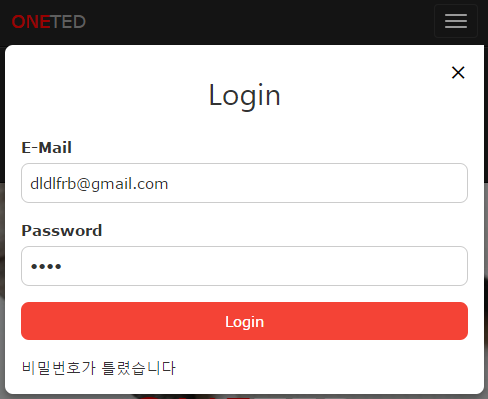 ONETED
×
Login
E-Mail
dldlfrb@gmail.com
Password
••••
Login
비밀번호가 틀렸습니다